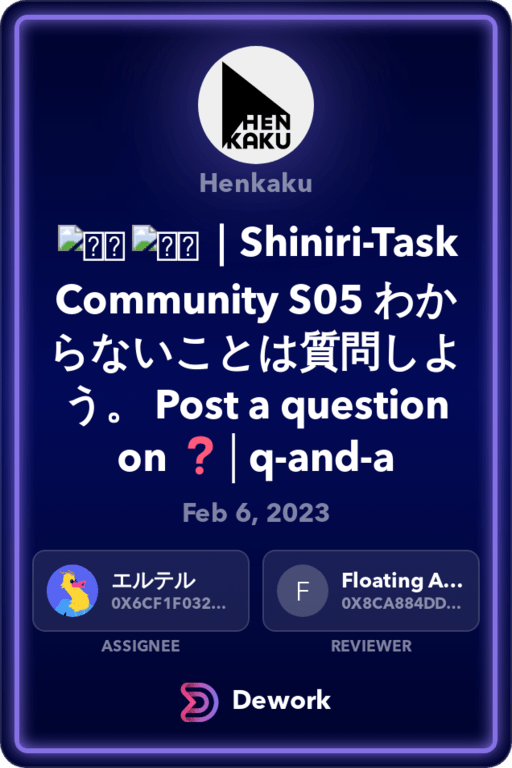 HEN
KAKU
Henkaku
｜Shiniri-Task
Community S05 わか
らないことは質問しよ
う。 Post a question
on ❓│q-and-a
Feb 6, 2023
エルテル
0X6CF1F032...
ASSIGNEE
F
Floating A...
0X8CA884DD...
REVIEWER
Dework